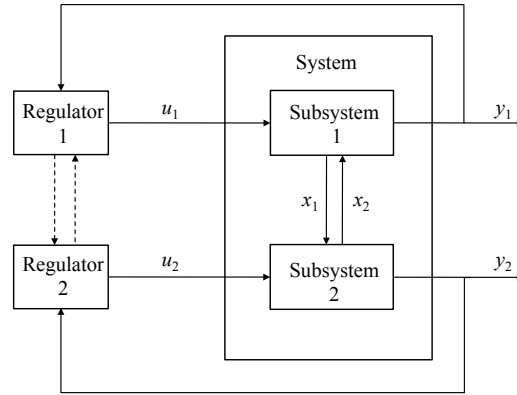 System
Regulator
1
u1
Subsystem
1
y1
x1
x2
Regulator
2
u2
Subsystem
2
y2